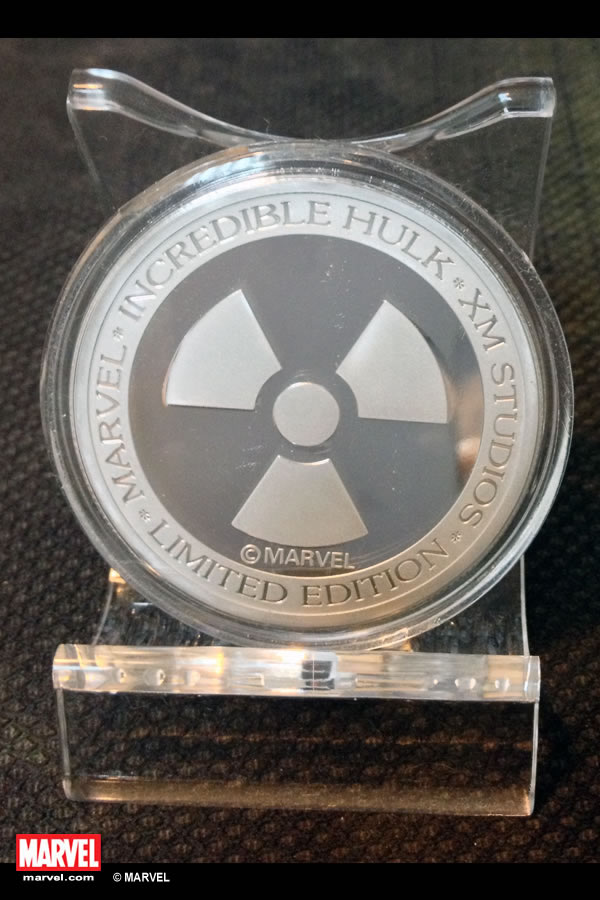 INCREDIBLE HULK * XM STUDIOS * LIMITED EDITION * MARVEL *
© MARVEL
MARVEL
marvel.com © MARVEL